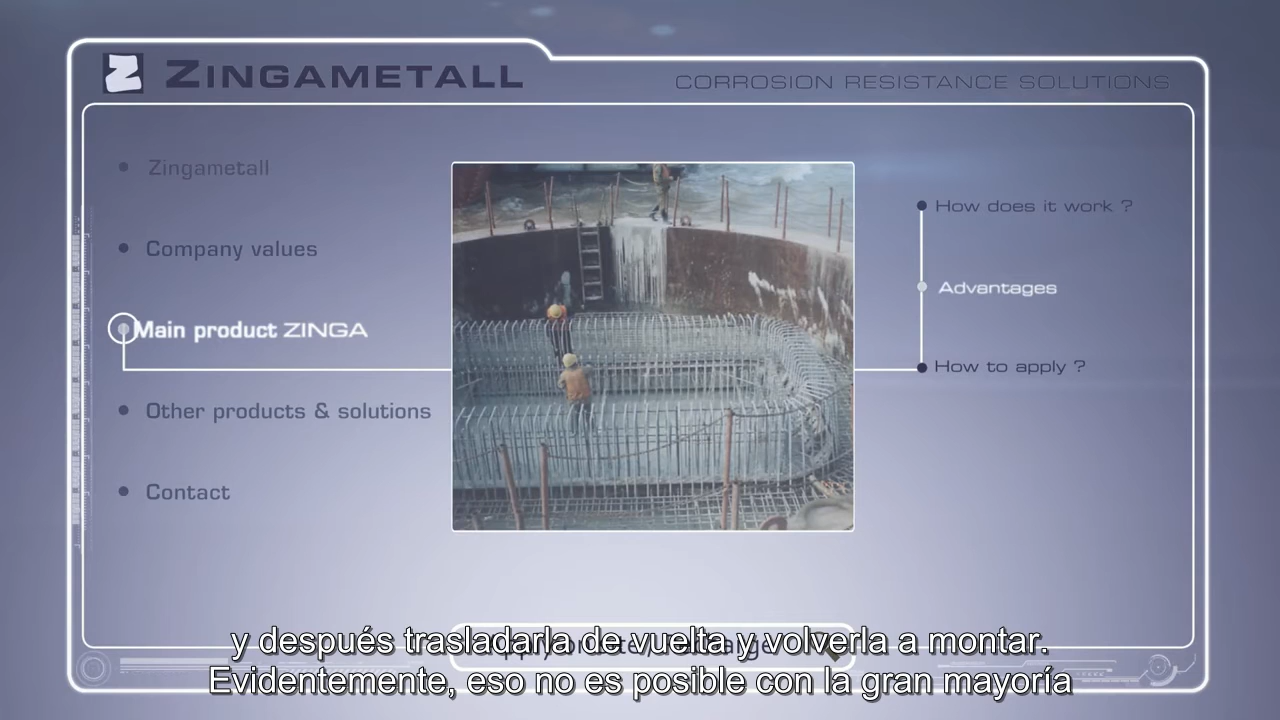 ZINGAMETALL
CORROSION RESISTANCE SOLUTIONS
Zingametall
Company values
Main product ZINGA
Other products & solutions
Contact
How does it work ?
Advantages
How to apply ?
y después trasladarla de vuelta y volverla a montar.
Evidentemente, eso no es posible con la gran mayoría